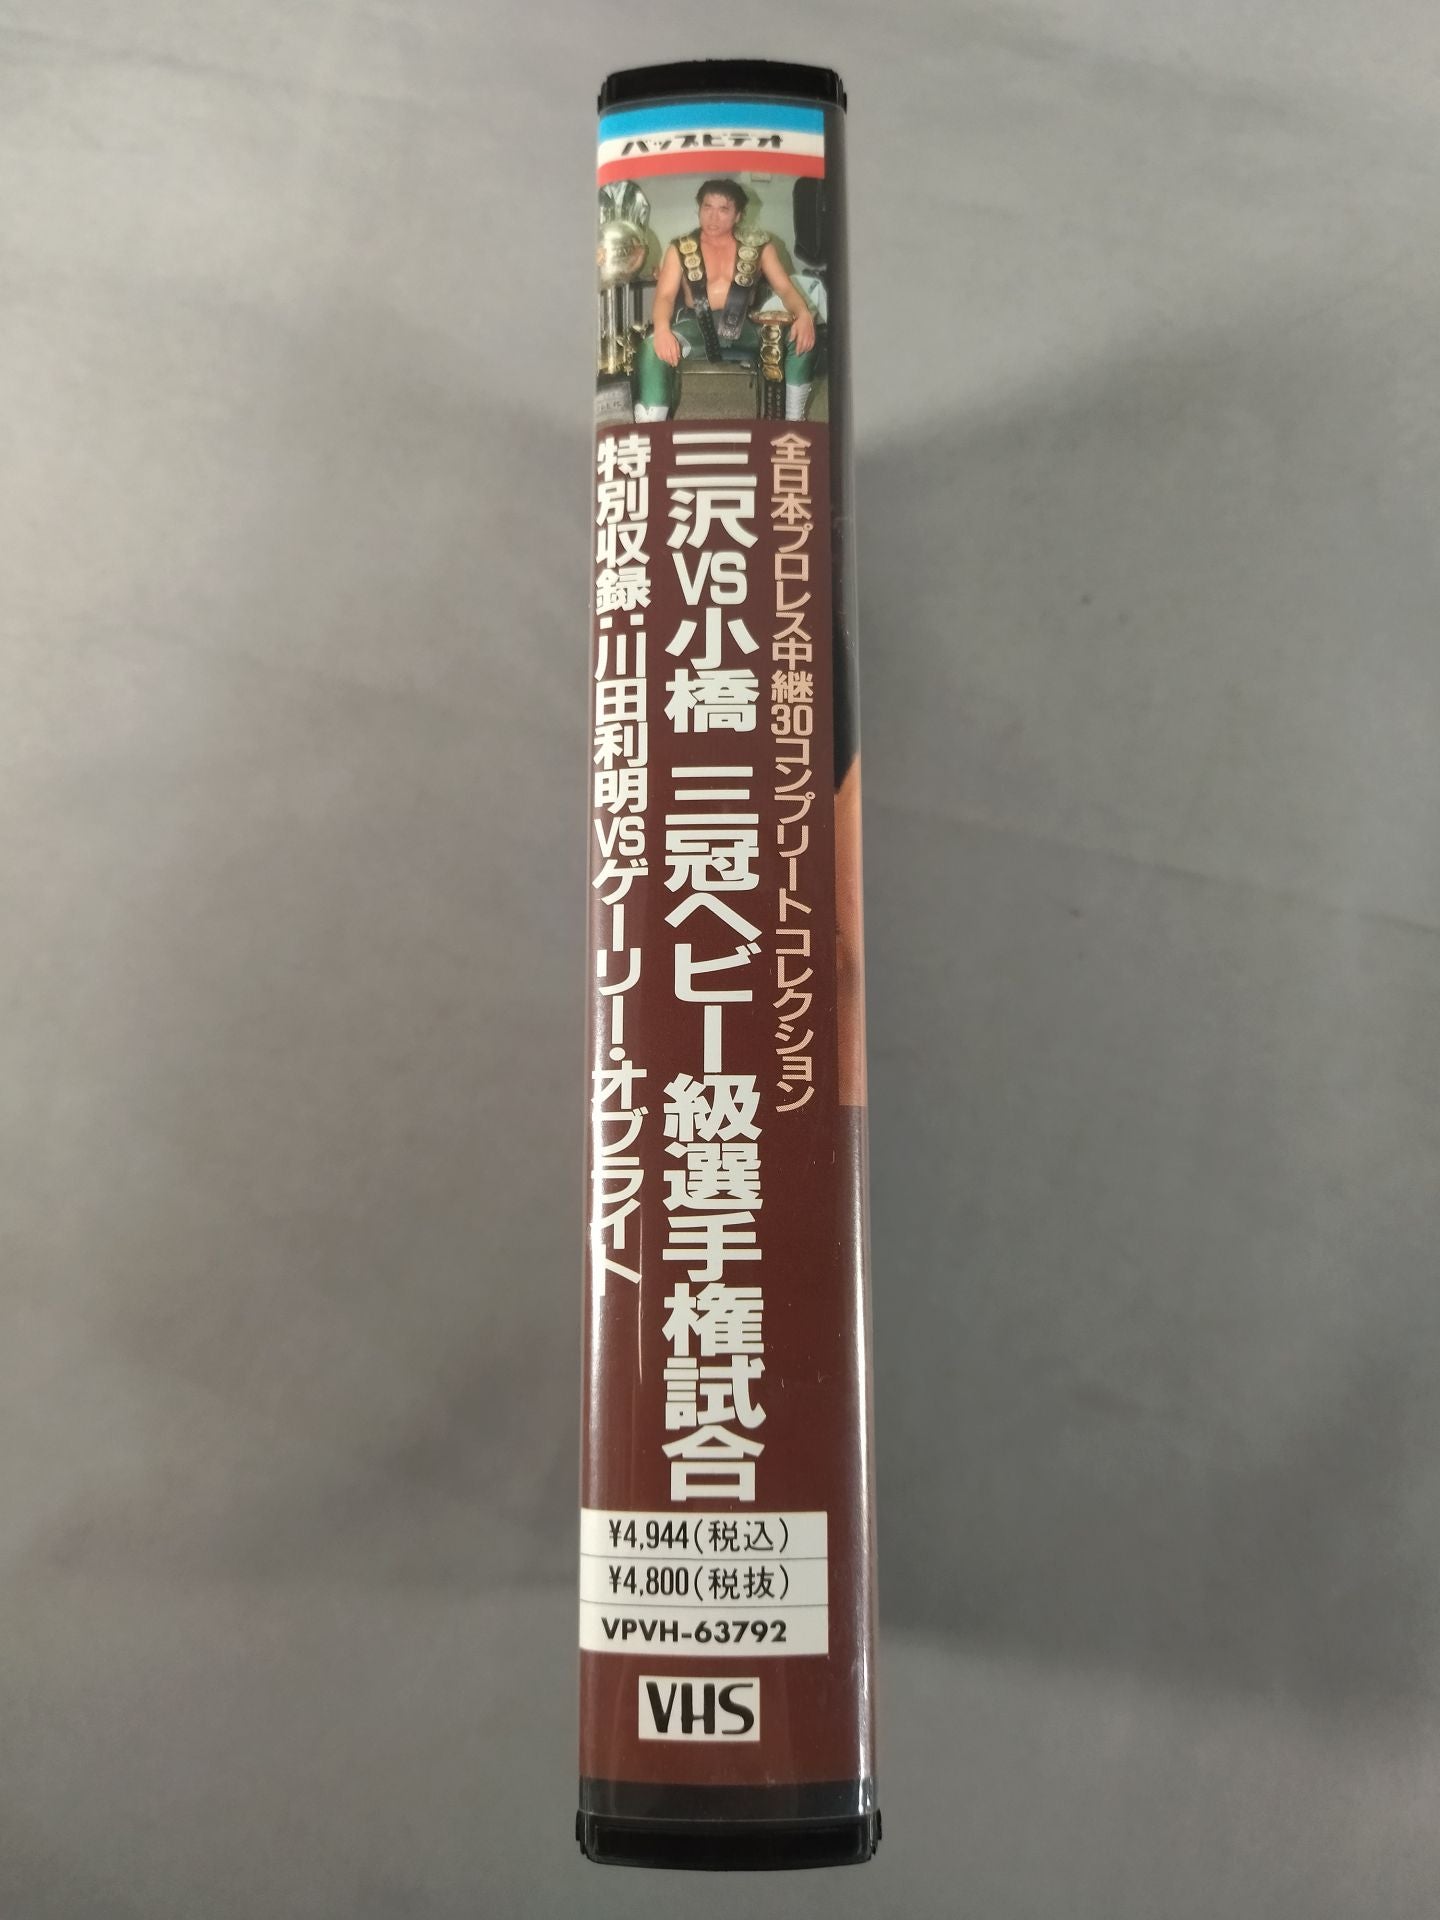 バップビデオ
全日本プロレス中継30コンプリートコレクション
三沢VS小橋 三冠ヘビー級選手権試合
特別収録:川田利明VSゲーリー・オブライト
¥4,944(税込)
¥4,800(税抜)
VPVH-63792
VHS